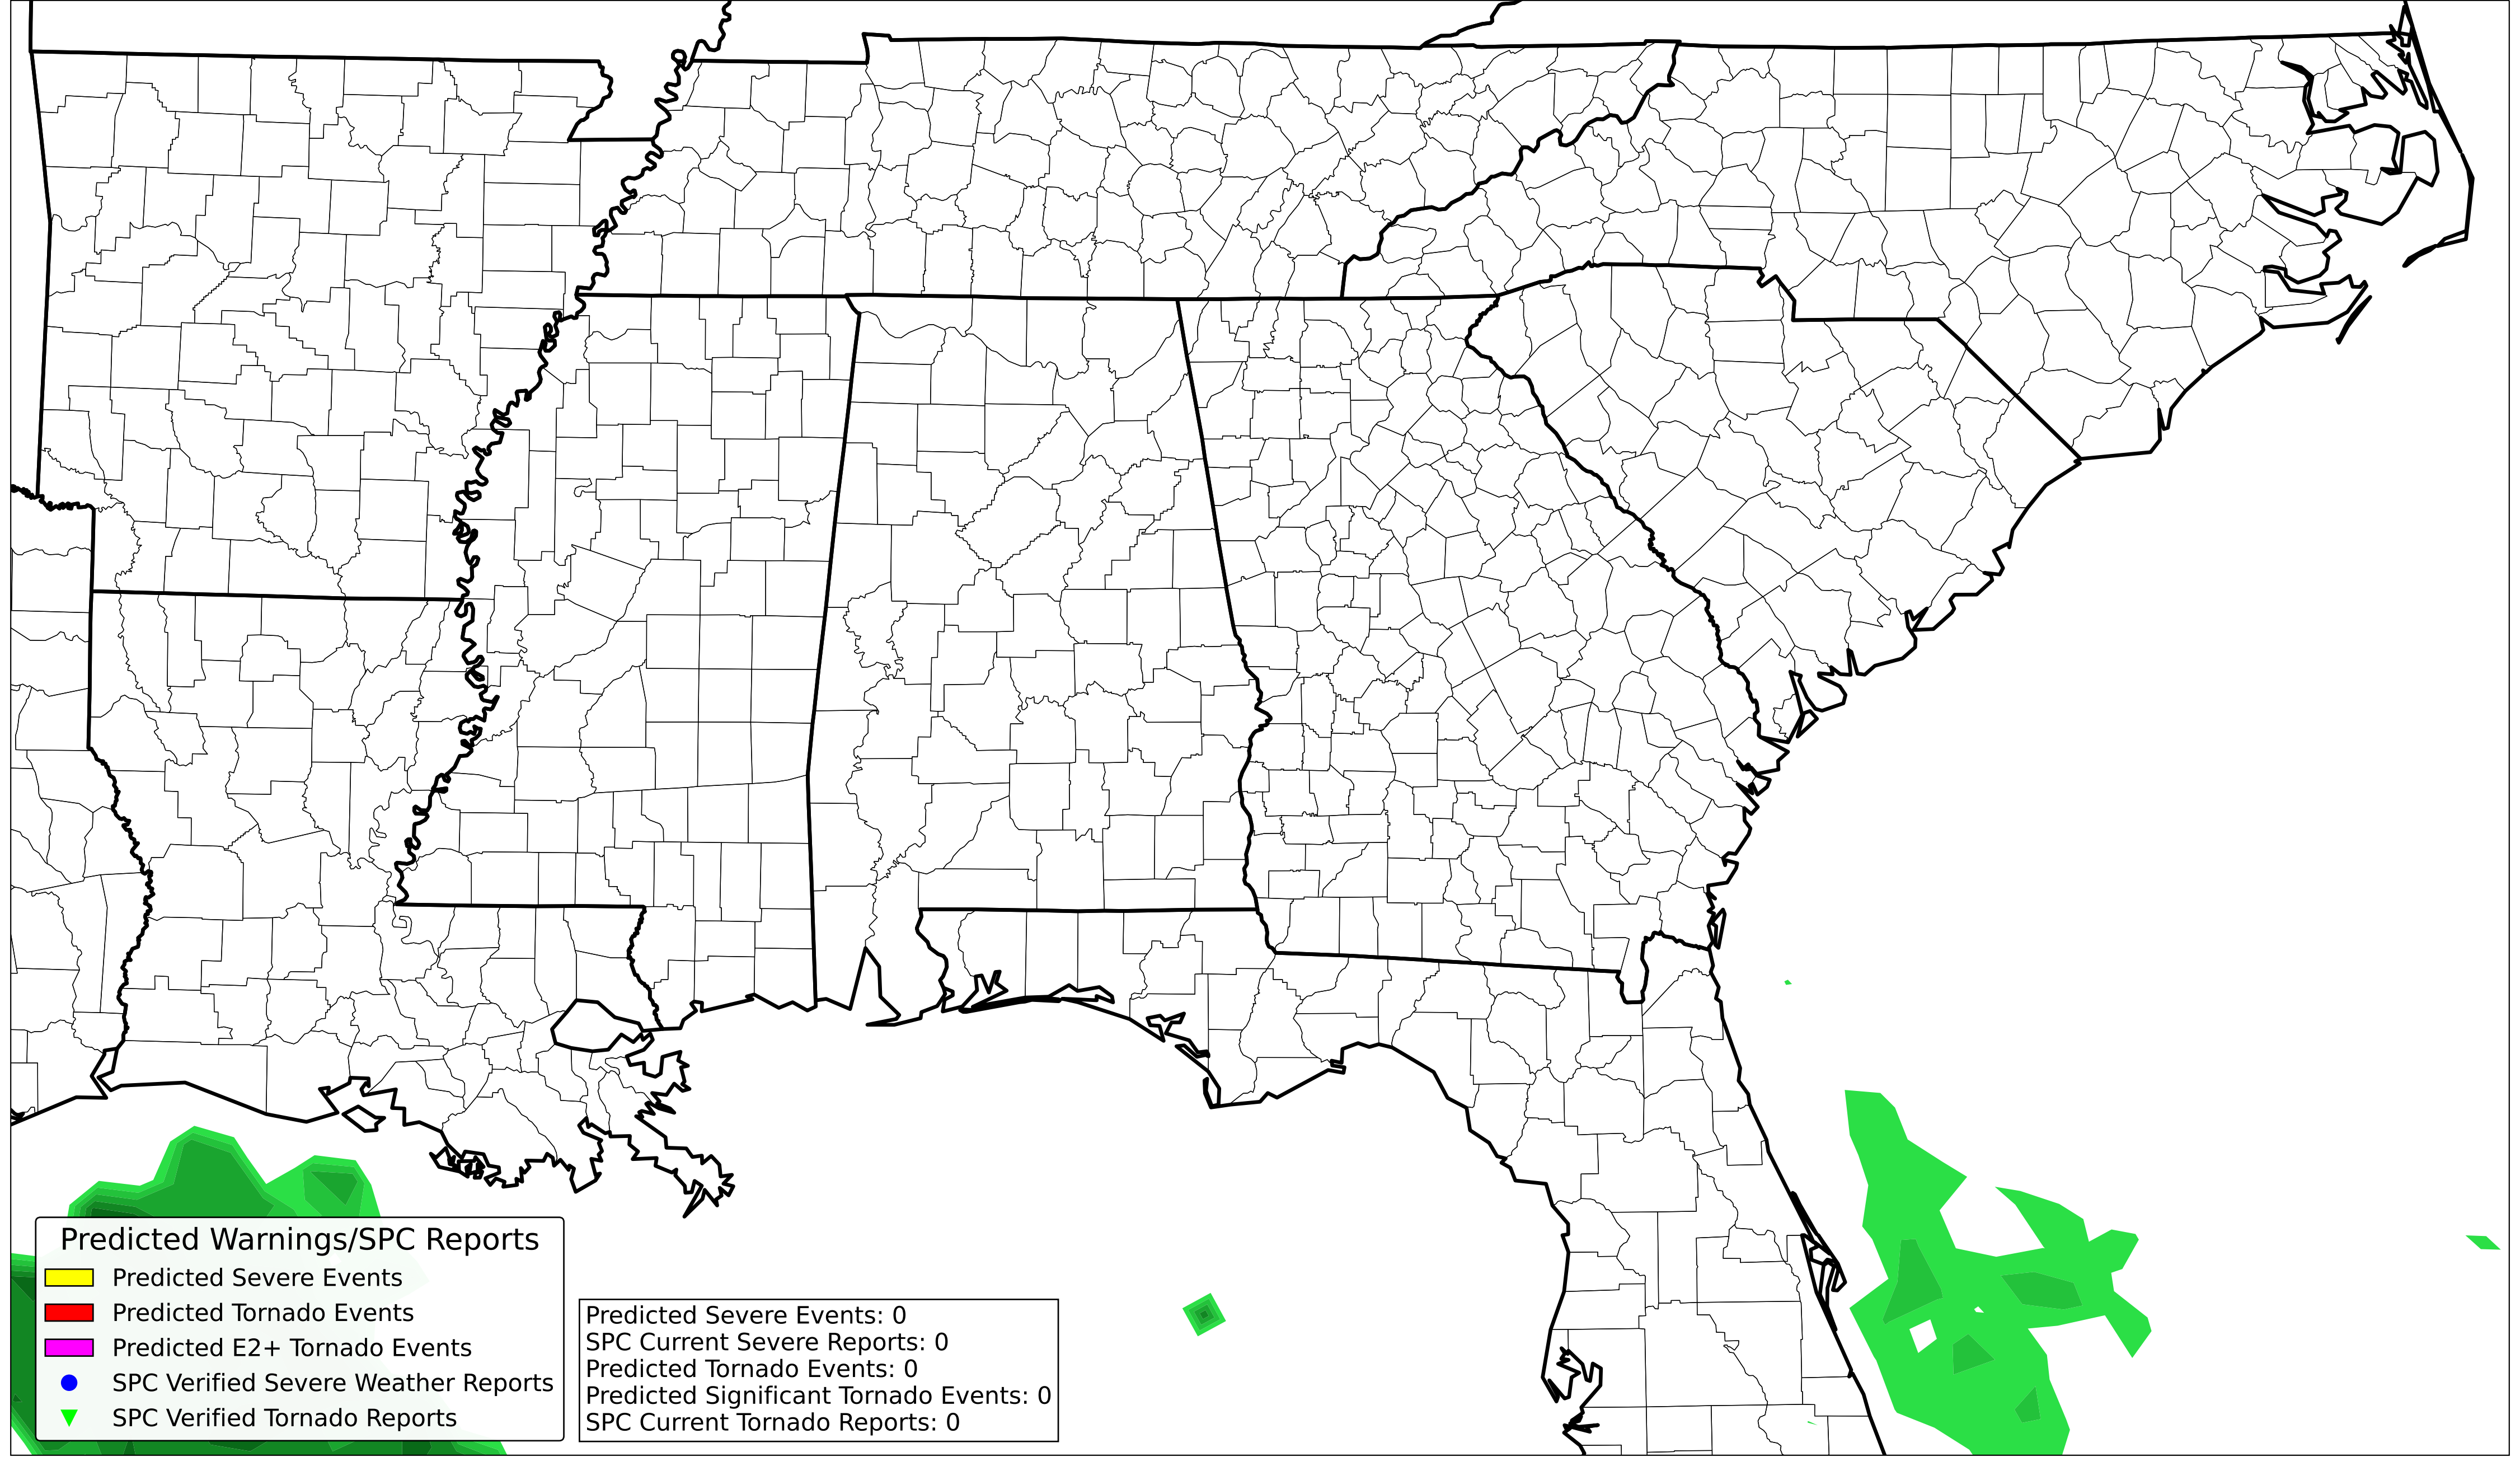 Predicted Warnings/SPC Reports
Predicted Severe Events
Predicted Tornado Events
Predicted E2+ Tornado Events
SPC Verified Severe Weather Reports
SPC Verified Tornado Reports
Predicted Severe Events: 0
SPC Current Severe Reports: 0
Predicted Tornado Events: 0
Predicted Significant Tornado Events: 0
SPC Current Tornado Reports: 0